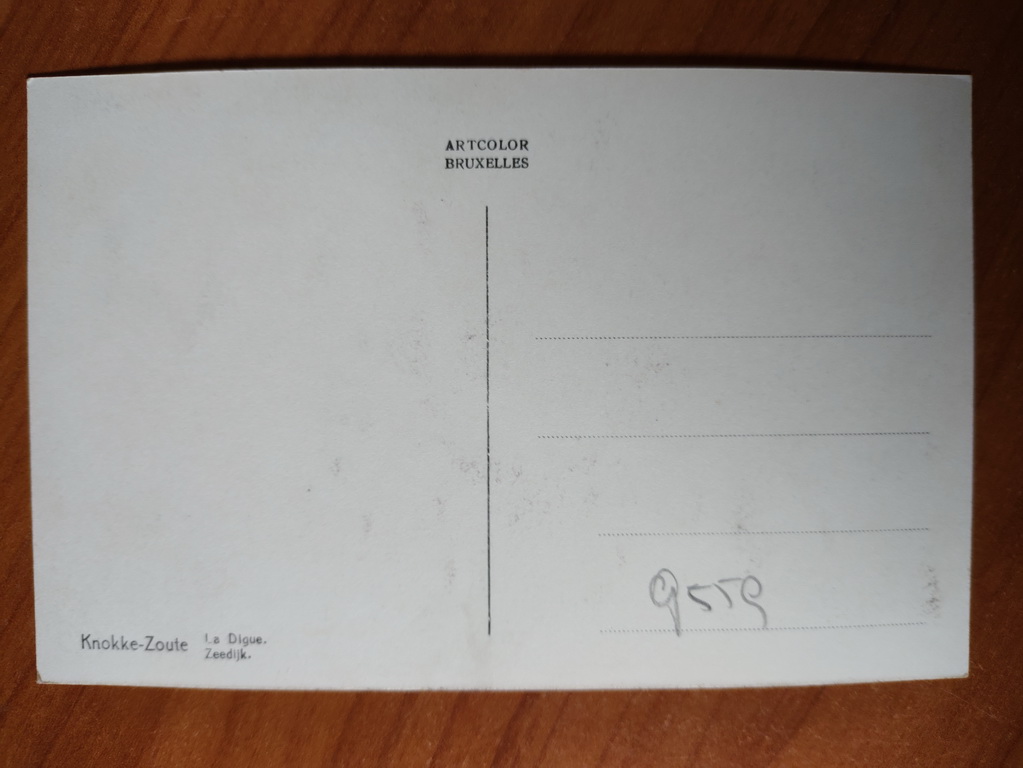 ARTCOLOR
BRUXELLES
9559
Knokke-Zoute
La Digue.
Zeedijk.